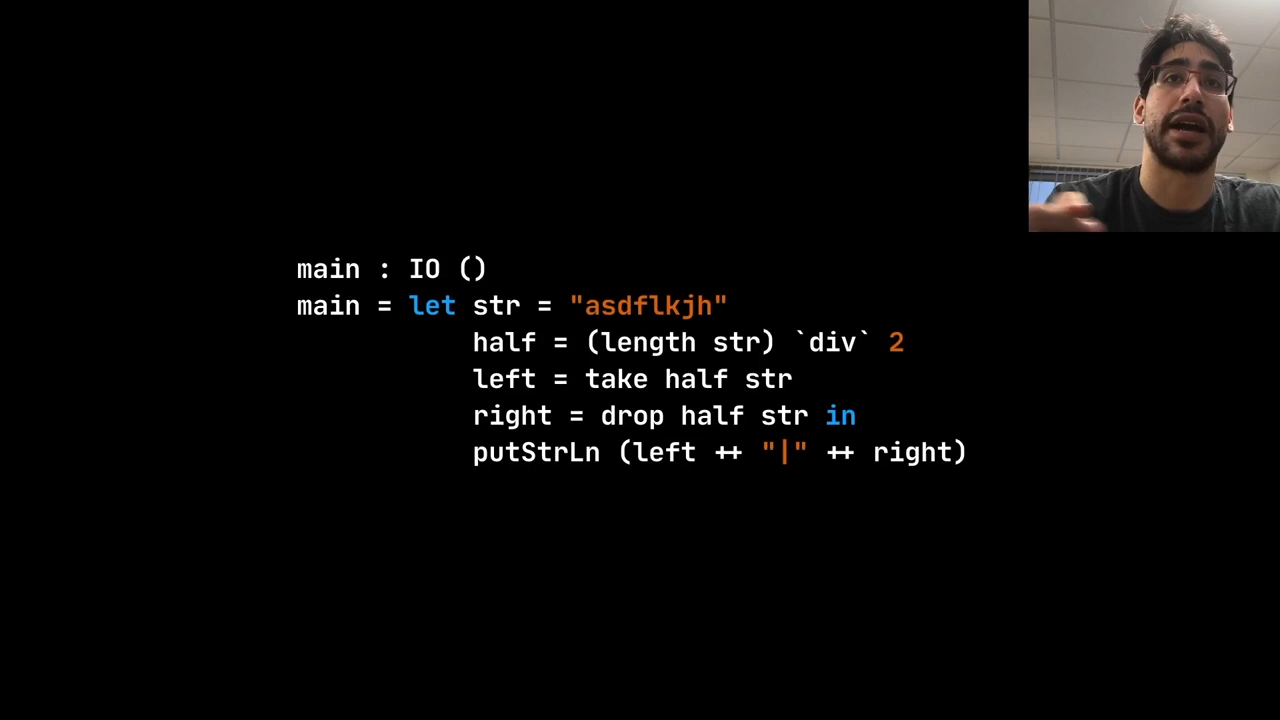 main : IO ()
main = let str = "asdflkjh"
half = (length str) `div` 2
left = take half str
right = drop half str in
putStrLn (left ++ "|" ++ right)